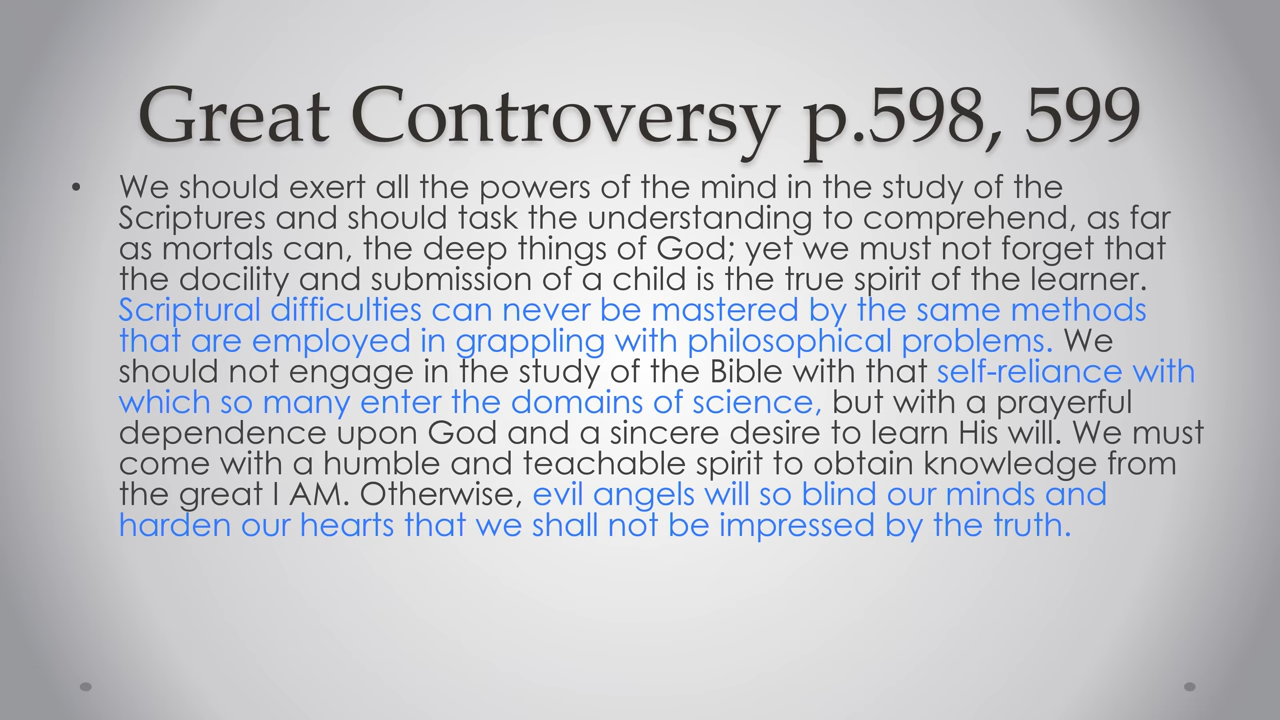 Great Controversy p.598, 599
• We should exert all the powers of the mind in the study of the
Scriptures and should task the understanding to comprehend, as far
as mortals can, the deep things of God; yet we must not forget that
the docility and submission of a child is the true spirit of the learner.
Scriptural difficulties can never be mastered by the same methods
that are employed in grappling with philosophical problems. We
should not engage in the study of the Bible with that self-reliance with
which so many enter the domains of science, but with a prayerful
dependence upon God and a sincere desire to learn His will. We must
come with a humble and teachable spirit to obtain knowledge from
the great I AM. Otherwise, evil angels will so blind our minds and
harden our hearts that we shall not be impressed by the truth.